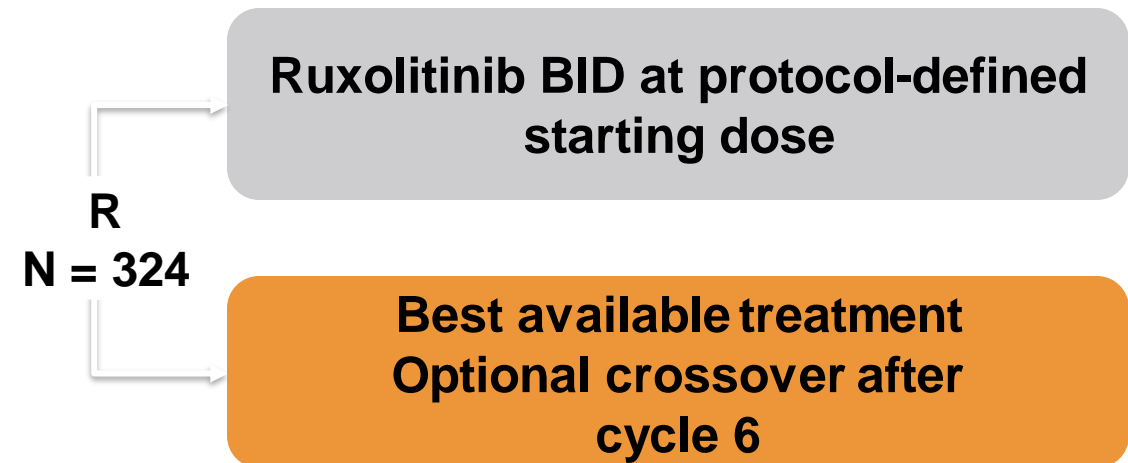 Ruxolitinib BID at protocol-defined
starting dose
R
N = 324
Best available treatment
Optional crossover after
cycle 6